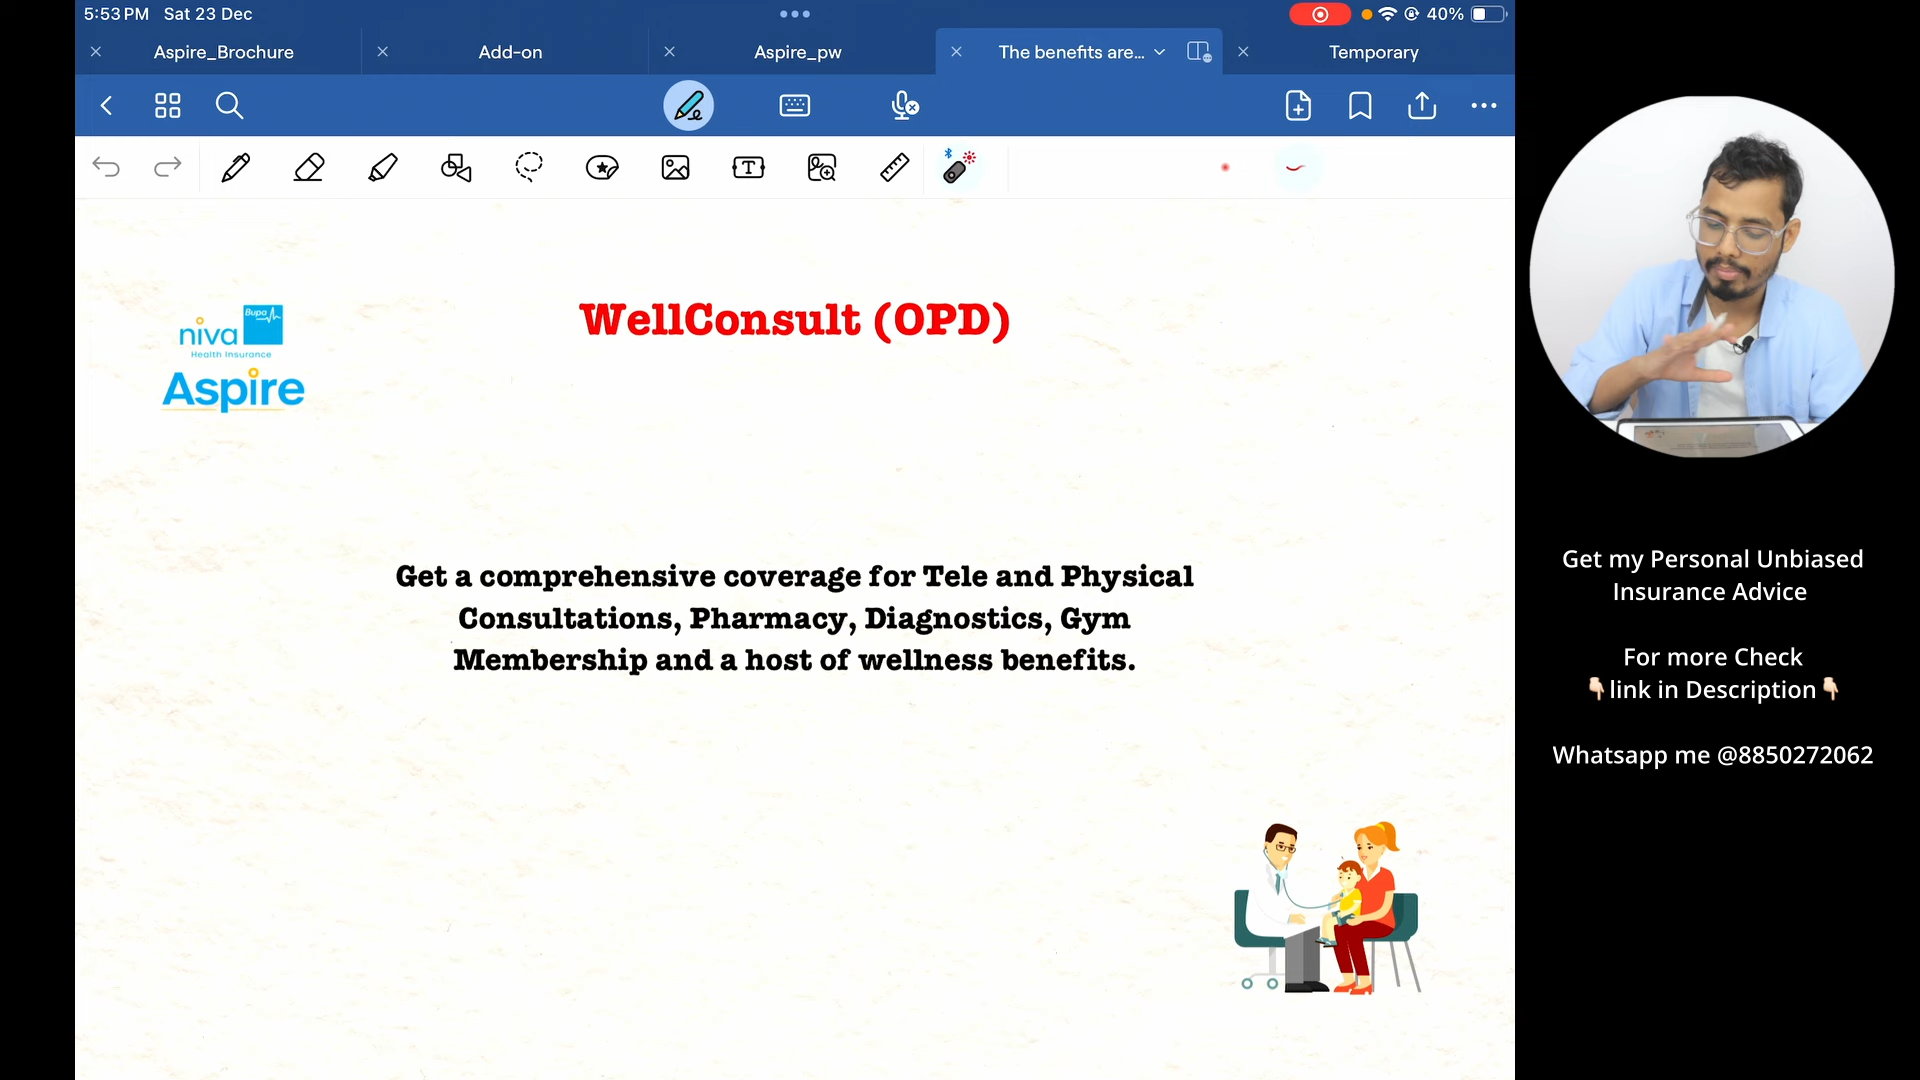 5:53 PM Sat 23 Dec
40%
Aspire_Brochure
Add-on
Aspire_pw
The benefits are...
Temporary
T
WellConsult (OPD)
niva
Bupa
Health Insurance
Aspire
Get a comprehensive coverage for Tele and Physical
Consultations, Pharmacy, Diagnostics, Gym
Membership and a host of wellness benefits.
Get my Personal Unbiased
Insurance Advice
For more Check
👇🏻link in Description👇🏻
Whatsapp me @8850272062